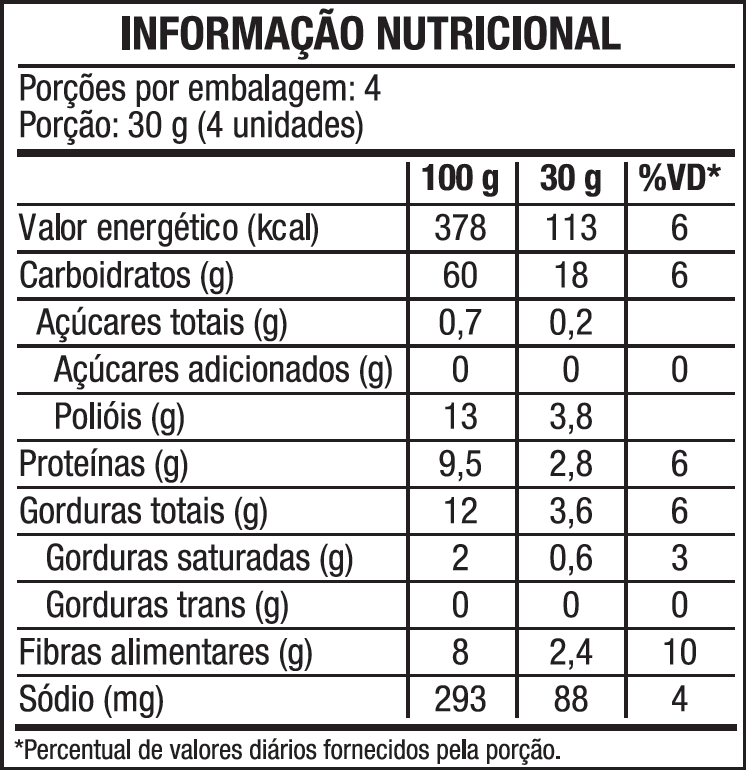 INFORMAÇÃO NUTRICIONAL
Porções por embalagem: 4
Porção: 30 g (4 unidades)
100 g 30 g %VD*
Valor energético (kcal) 378 113 6
Carboidratos (g) 60 18 6
Açúcares totais (g) 0,7 0,2
Açúcares adicionados (g) 0 0 0
Polióis (g) 13 3,8
Proteínas (g) 9,5 2,8 6
Gorduras totais (g) 12 3,6 6
Gorduras saturadas (g) 2 0,6 3
Gorduras trans (g) 0 0 0
Fibras alimentares (g) 8 2,4 10
Sódio (mg) 293 88 4
*Percentual de valores diários fornecidos pela porção.